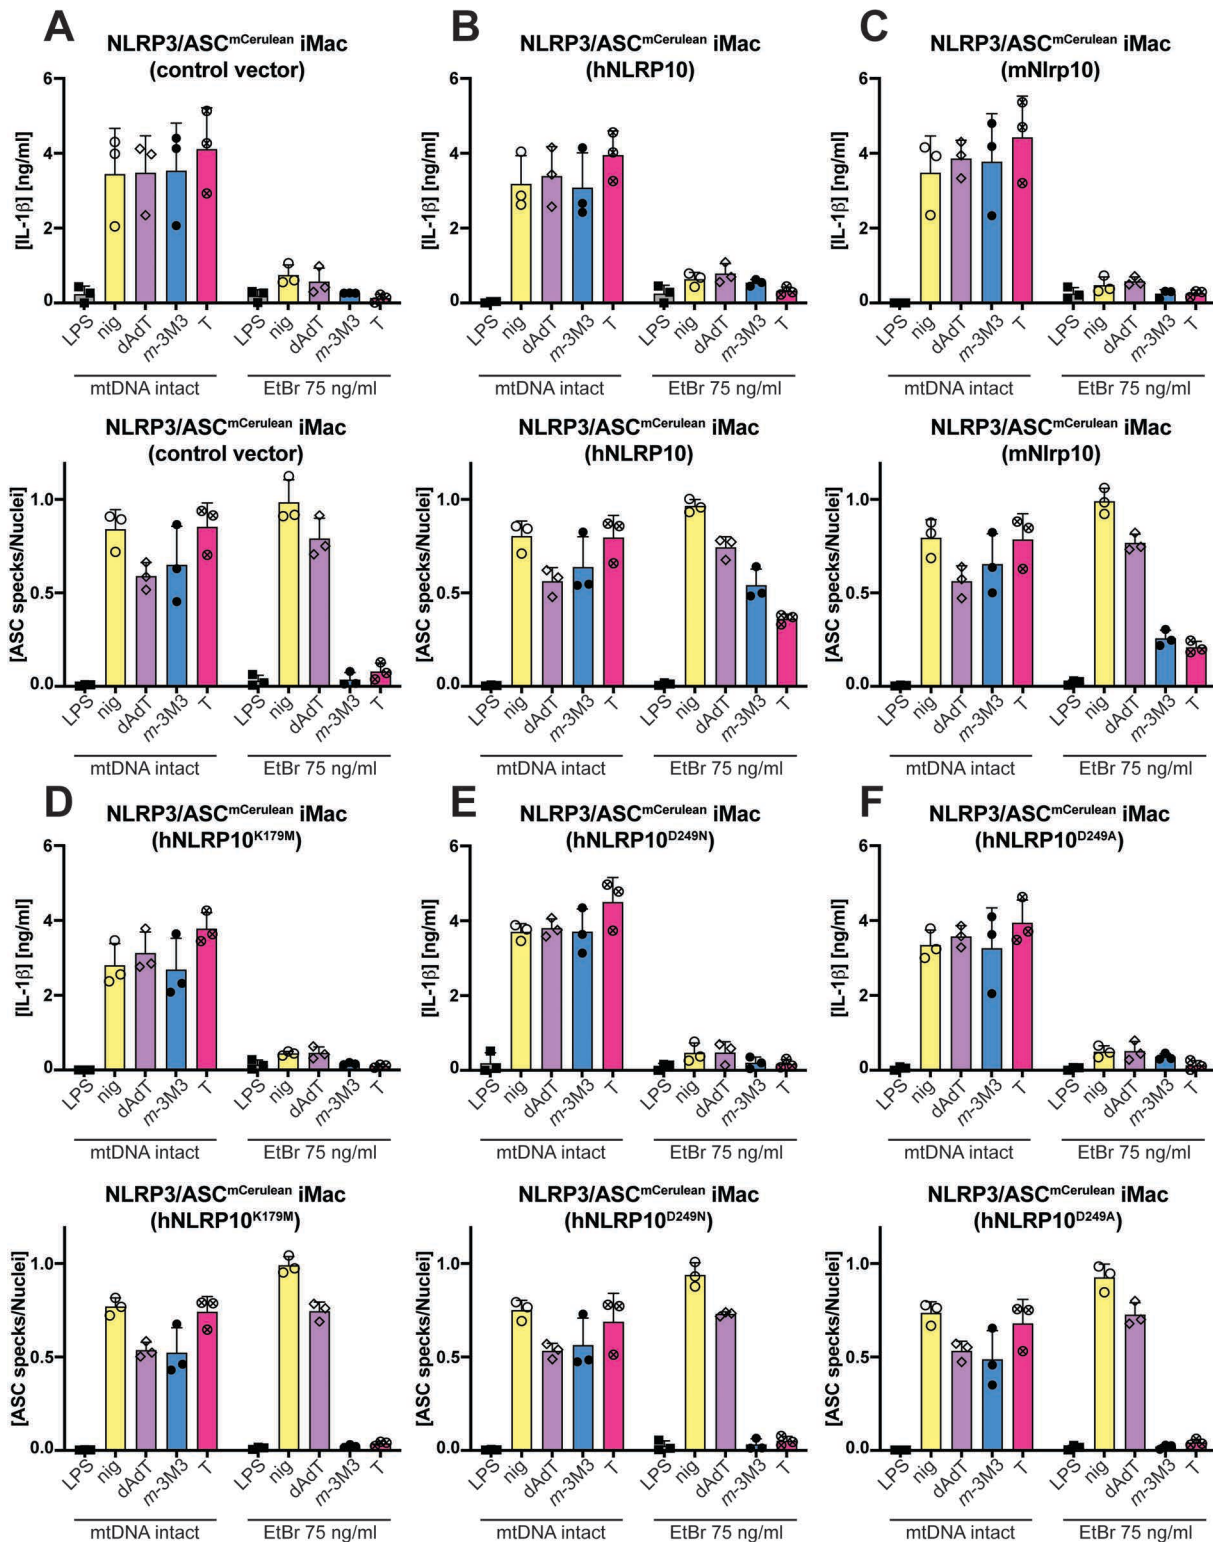 A
NLRP3/ASCmCerulean iMac
(control vector)
[IL-1β] [ng/ml]
6
4
2
0
LPS nig dAdT m-3M3 T LPS nig dAdT m-3M3 T
mtDNA intact EtBr 75 ng/ml
NLRP3/ASCmCerulean iMac
(control vector)
[ASC specks/Nuclei]
1.0
0.5
0.0
LPS nig dAdT m-3M3 T LPS nig dAdT m-3M3 T
mtDNA intact EtBr 75 ng/ml
B
NLRP3/ASCmCerulean iMac
(hNLRP10)
[IL-1β] [ng/ml]
6
4
2
0
LPS nig dAdT m-3M3 T LPS nig dAdT m-3M3 T
mtDNA intact EtBr 75 ng/ml
NLRP3/ASCmCerulean iMac
(hNLRP10)
[ASC specks/Nuclei]
1.0
0.5
0.0
LPS nig dAdT m-3M3 T LPS nig dAdT m-3M3 T
mtDNA intact EtBr 75 ng/ml
C
NLRP3/ASCmCerulean iMac
(mNlrp10)
[IL-1β] [ng/ml]
6
4
2
0
LPS nig dAdT m-3M3 T LPS nig dAdT m-3M3 T
mtDNA intact EtBr 75 ng/ml
NLRP3/ASCmCerulean iMac
(mNlrp10)
[ASC specks/Nuclei]
1.0
0.5
0.0
LPS nig dAdT m-3M3 T LPS nig dAdT m-3M3 T
mtDNA intact EtBr 75 ng/ml
D
NLRP3/ASCmCerulean iMac
(hNLRP10K179M)
[IL-1β] [ng/ml]
6
4
2
0
LPS nig dAdT m-3M3 T LPS nig dAdT m-3M3 T
mtDNA intact EtBr 75 ng/ml
NLRP3/ASCmCerulean iMac
(hNLRP10K179M)
[ASC specks/Nuclei]
1.0
0.5
0.0
LPS nig dAdT m-3M3 T LPS nig dAdT m-3M3 T
mtDNA intact EtBr 75 ng/ml
E
NLRP3/ASCmCerulean iMac
(hNLRP10D249N)
[IL-1β] [ng/ml]
6
4
2
0
LPS nig dAdT m-3M3 T LPS nig dAdT m-3M3 T
mtDNA intact EtBr 75 ng/ml
NLRP3/ASCmCerulean iMac
(hNLRP10D249N)
[ASC specks/Nuclei]
1.0
0.5
0.0
LPS nig dAdT m-3M3 T LPS nig dAdT m-3M3 T
mtDNA intact EtBr 75 ng/ml
F
NLRP3/ASCmCerulean iMac
(hNLRP10D249A)
[IL-1β] [ng/ml]
6
4
2
0
LPS nig dAdT m-3M3 T LPS nig dAdT m-3M3 T
mtDNA intact EtBr 75 ng/ml
NLRP3/ASCmCerulean iMac
(hNLRP10D249A)
[ASC specks/Nuclei]
1.0
0.5
0.0
LPS nig dAdT m-3M3 T LPS nig dAdT m-3M3 T
mtDNA intact EtBr 75 ng/ml